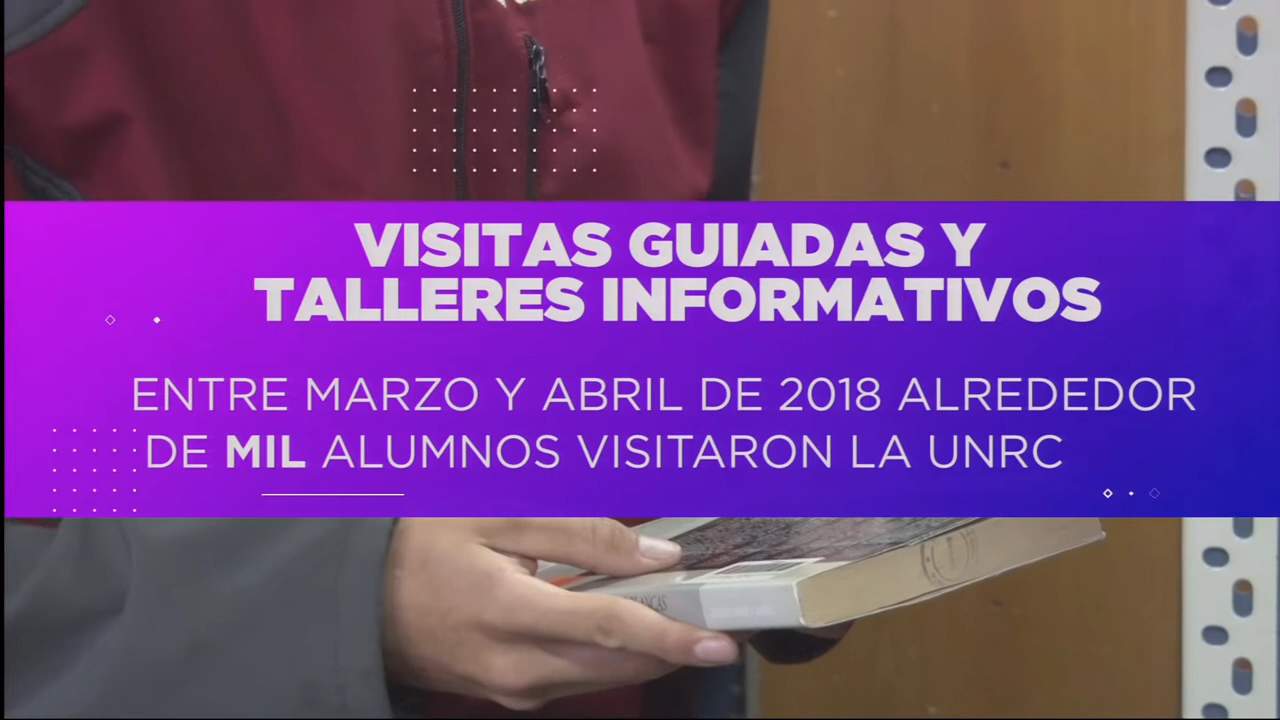 VISITAS GUIADAS Y
TALLERES INFORMATIVOS
ENTRE MARZO Y ABRIL DE 2018 ALREDEDOR
DE MIL ALUMNOS VISITARON LA UNRC